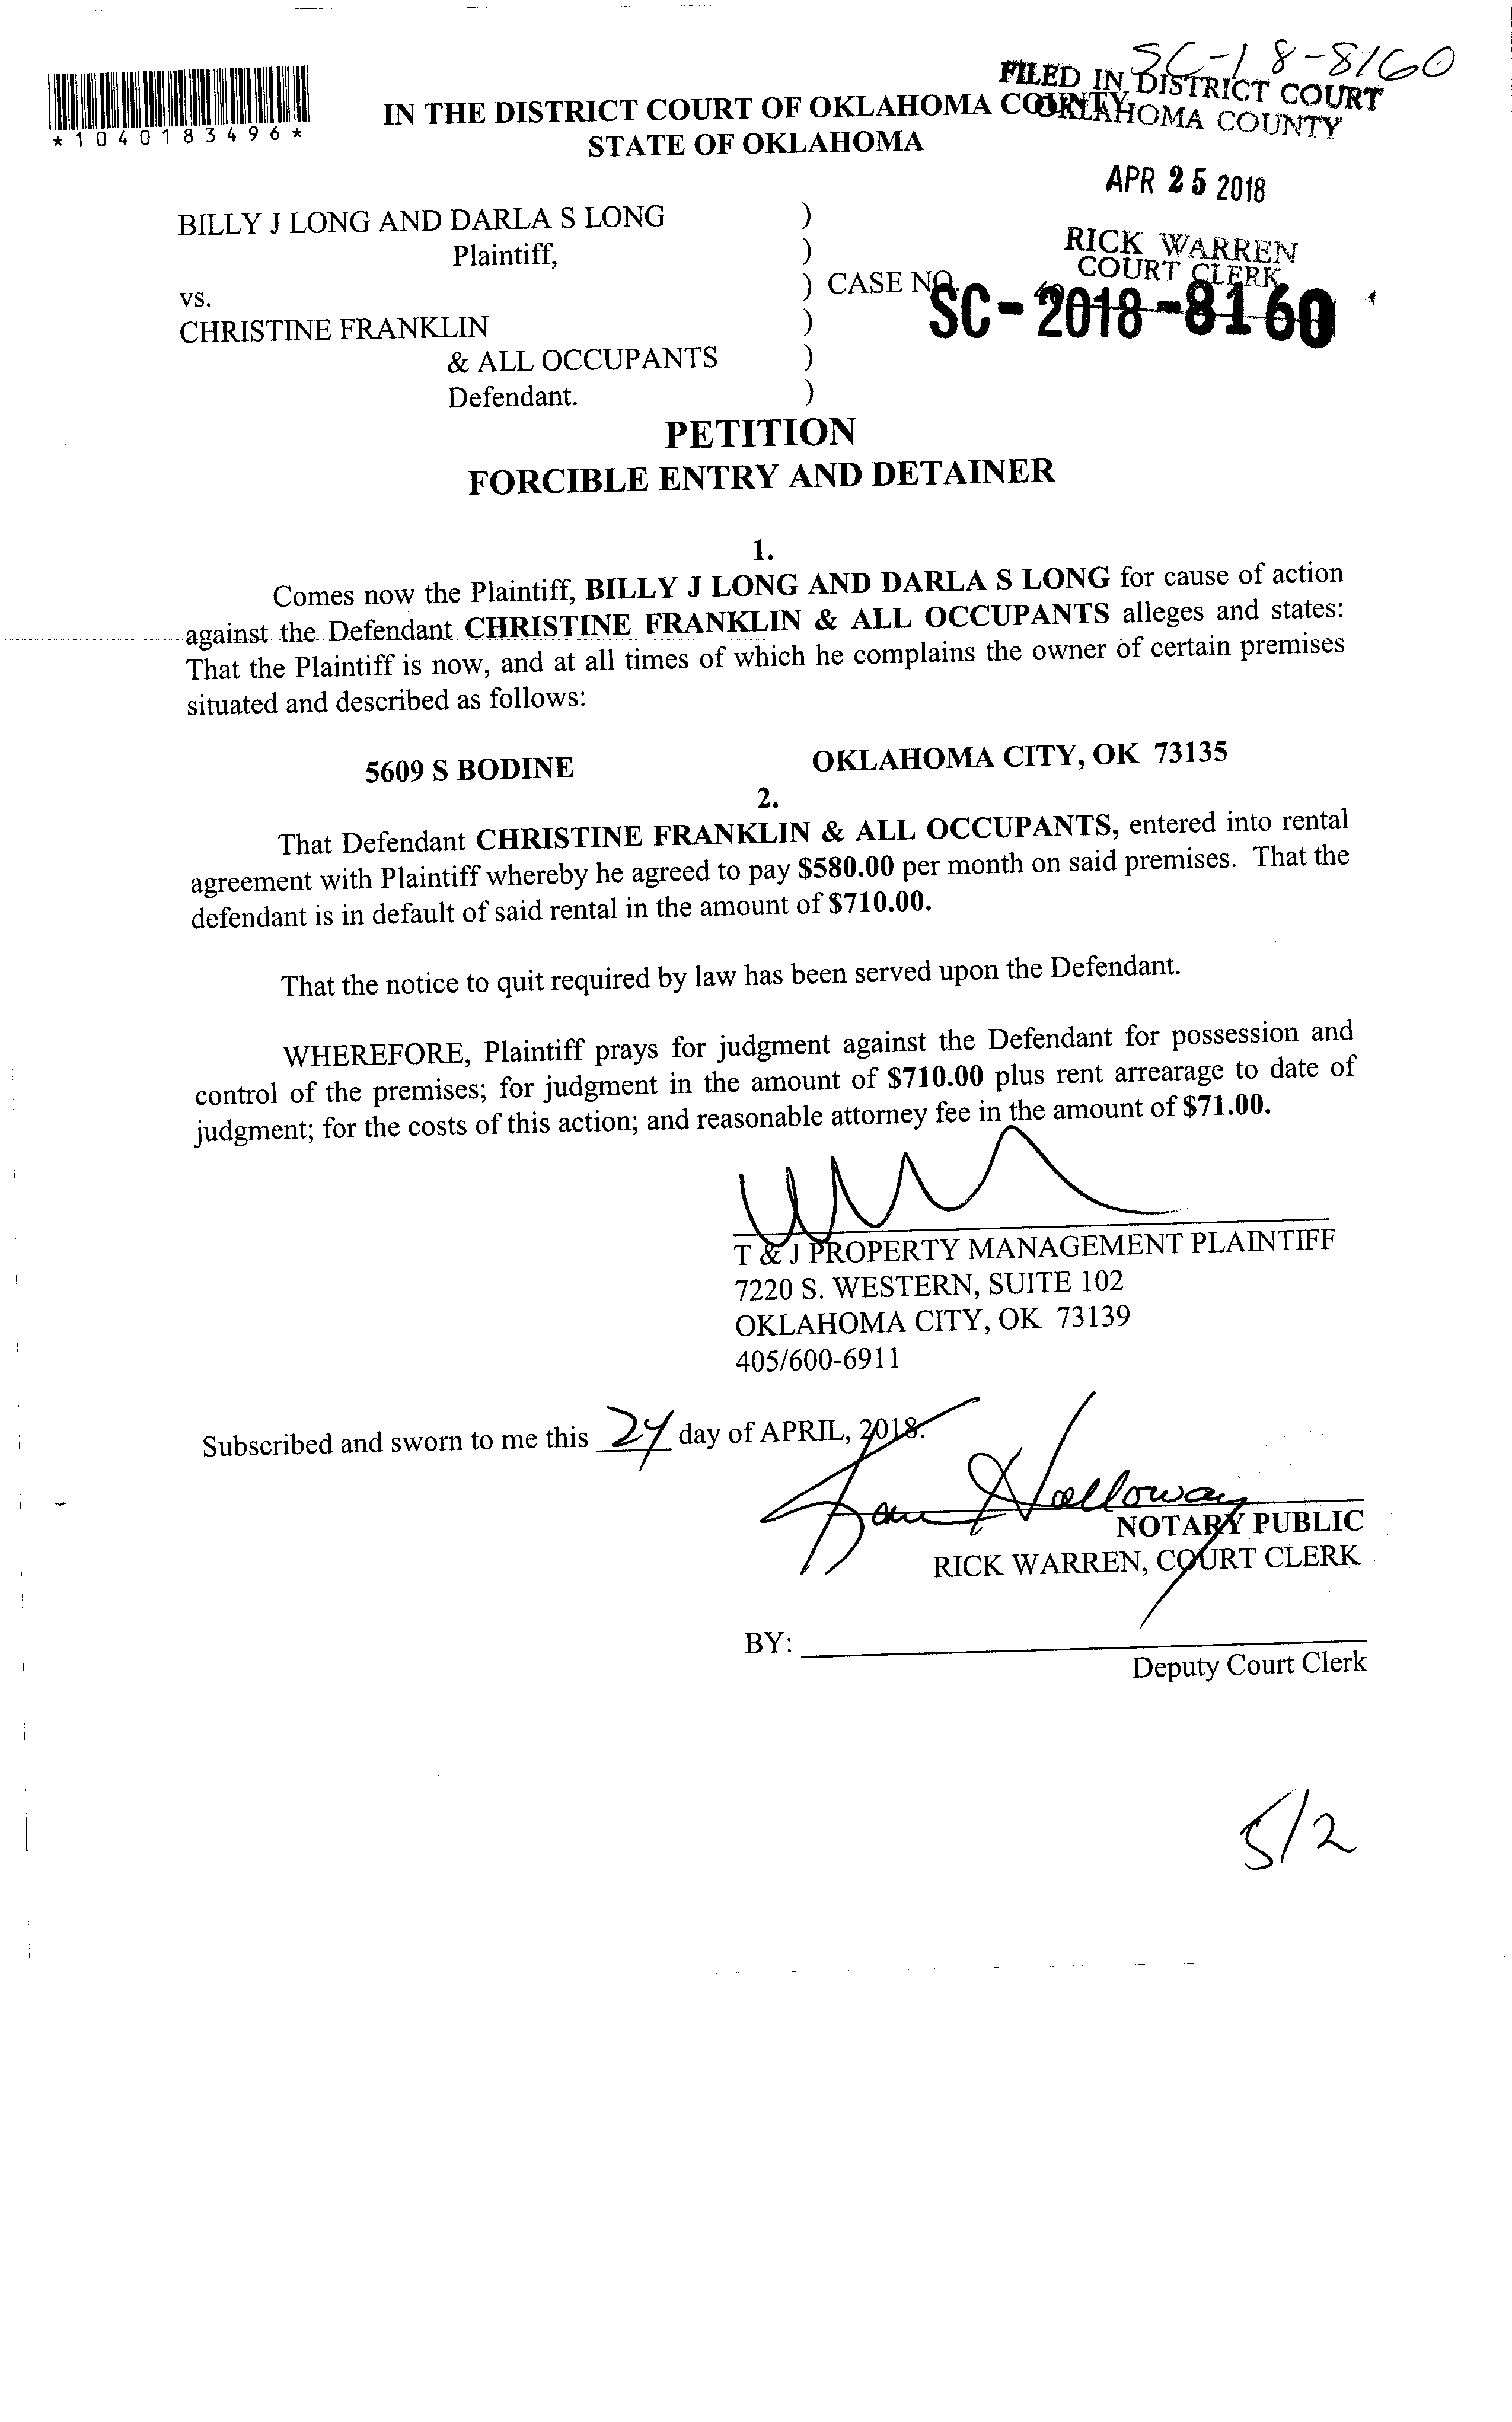 SC-18-8160
FILED IN DISTRICT COURT
OKLAHOMA COUNTY
*1040183496*
IN THE DISTRICT COURT OF OKLAHOMA COUNTY,
STATE OF OKLAHOMA
APR 25 2018
BILLY J LONG AND DARLA S LONG )
Plaintiff, )
RICK WARREN
COURT CLERK
) CASE NO.
SC-2018-8160
vs.
CHRISTINE FRANKLIN )
& ALL OCCUPANTS )
Defendant. )
PETITION
FORCIBLE ENTRY AND DETAINER
1.
Comes now the Plaintiff, BILLY J LONG AND DARLA S LONG for cause of action
against the Defendant CHRISTINE FRANKLIN & ALL OCCUPANTS alleges and states:
That the Plaintiff is now, and at all times of which he complains the owner of certain premises
situated and described as follows:
5609 S BODINE OKLAHOMA CITY, OK 73135
2.
That Defendant CHRISTINE FRANKLIN & ALL OCCUPANTS, entered into rental
agreement with Plaintiff whereby he agreed to pay $580.00 per month on said premises. That the
defendant is in default of said rental in the amount of $710.00.
That the notice to quit required by law has been served upon the Defendant.
WHEREFORE, Plaintiff prays for judgment against the Defendant for possession and
control of the premises; for judgment in the amount of $710.00 plus rent arrearage to date of
judgment; for the costs of this action; and reasonable attorney fee in the amount of $71.00.
T & J PROPERTY MANAGEMENT PLAINTIFF
7220 S. WESTERN, SUITE 102
OKLAHOMA CITY, OK 73139
405/600-6911
Subscribed and sworn to me this 24 day of APRIL, 2018.
Holloway
NOTARY PUBLIC
RICK WARREN, COURT CLERK
BY:
Deputy Court Clerk
5/2